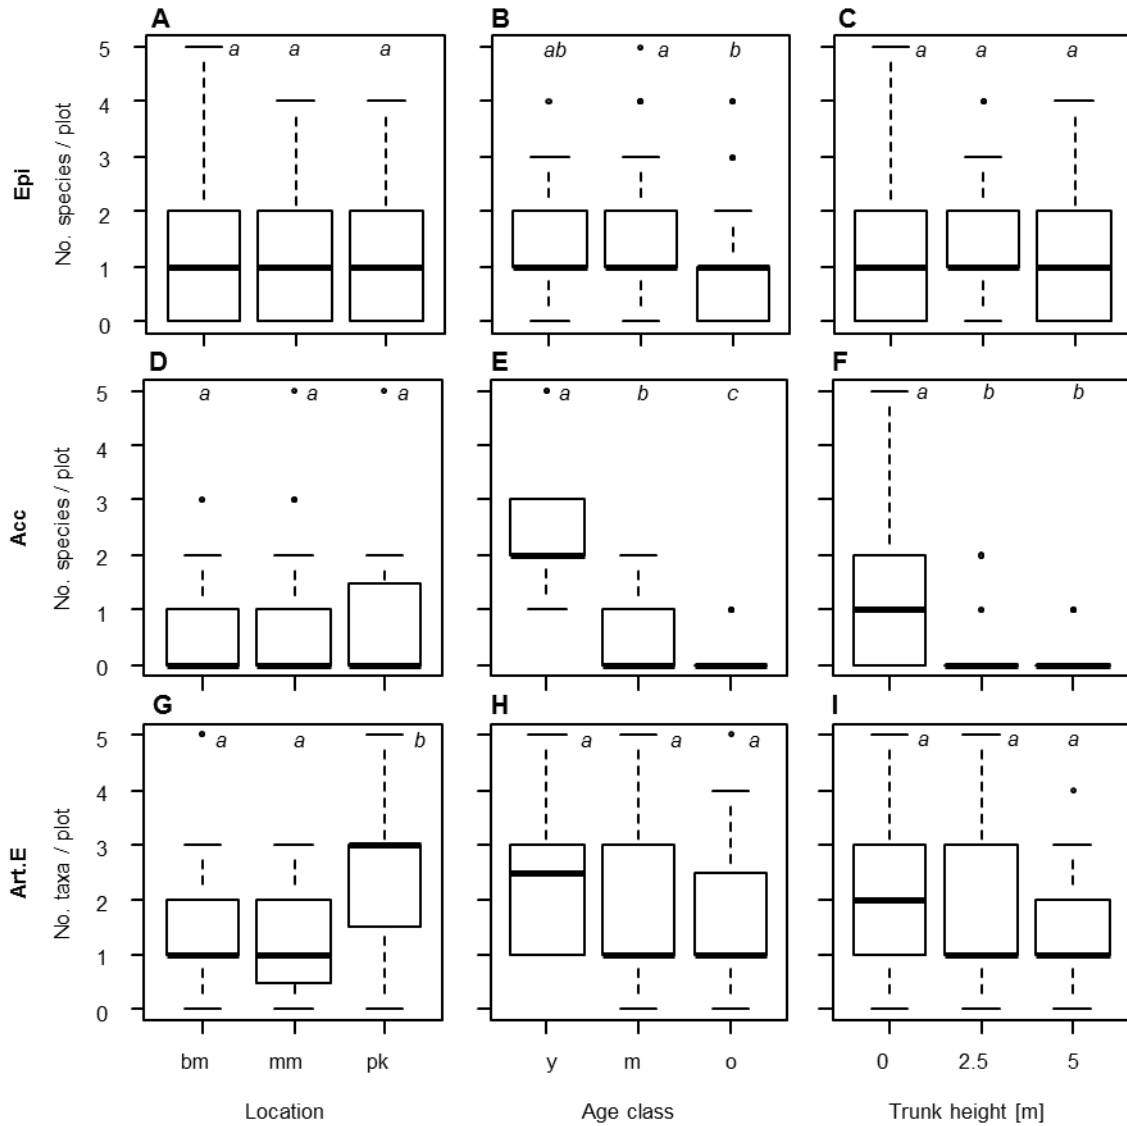 A B C
Epi
No. species / plot
5 4 3 2 1 0
a a a
ab a b
a a a
D E F
Acc
No. species / plot
5 4 3 2 1 0
a a a
a b c
a b b
G H I
Art.E
No. taxa / plot
5 4 3 2 1 0
a a b
a a a
a a a
bm mm pk y m o 0 2.5 5
Location Age class Trunk height [m]